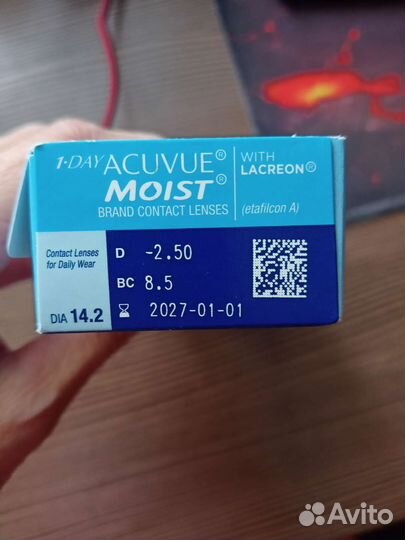 1·DAY ACUVUE® WITH
MOIST® LACREON®
BRAND CONTACT LENSES (etafilcon A)
Contact Lenses
for Daily Wear
D -2.50
BC 8.5
DIA 14.2
2027-01-01
Avito